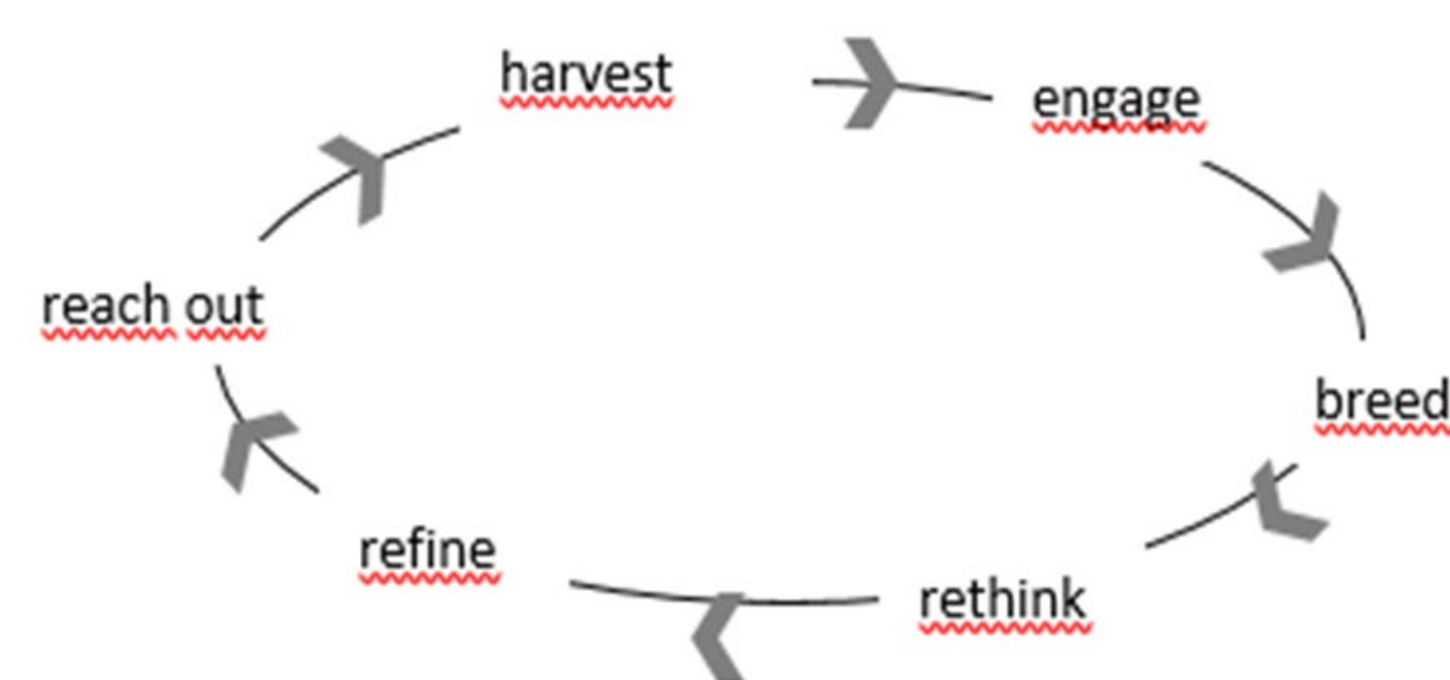 harvest
engage
reach out
breed
refine
rethink